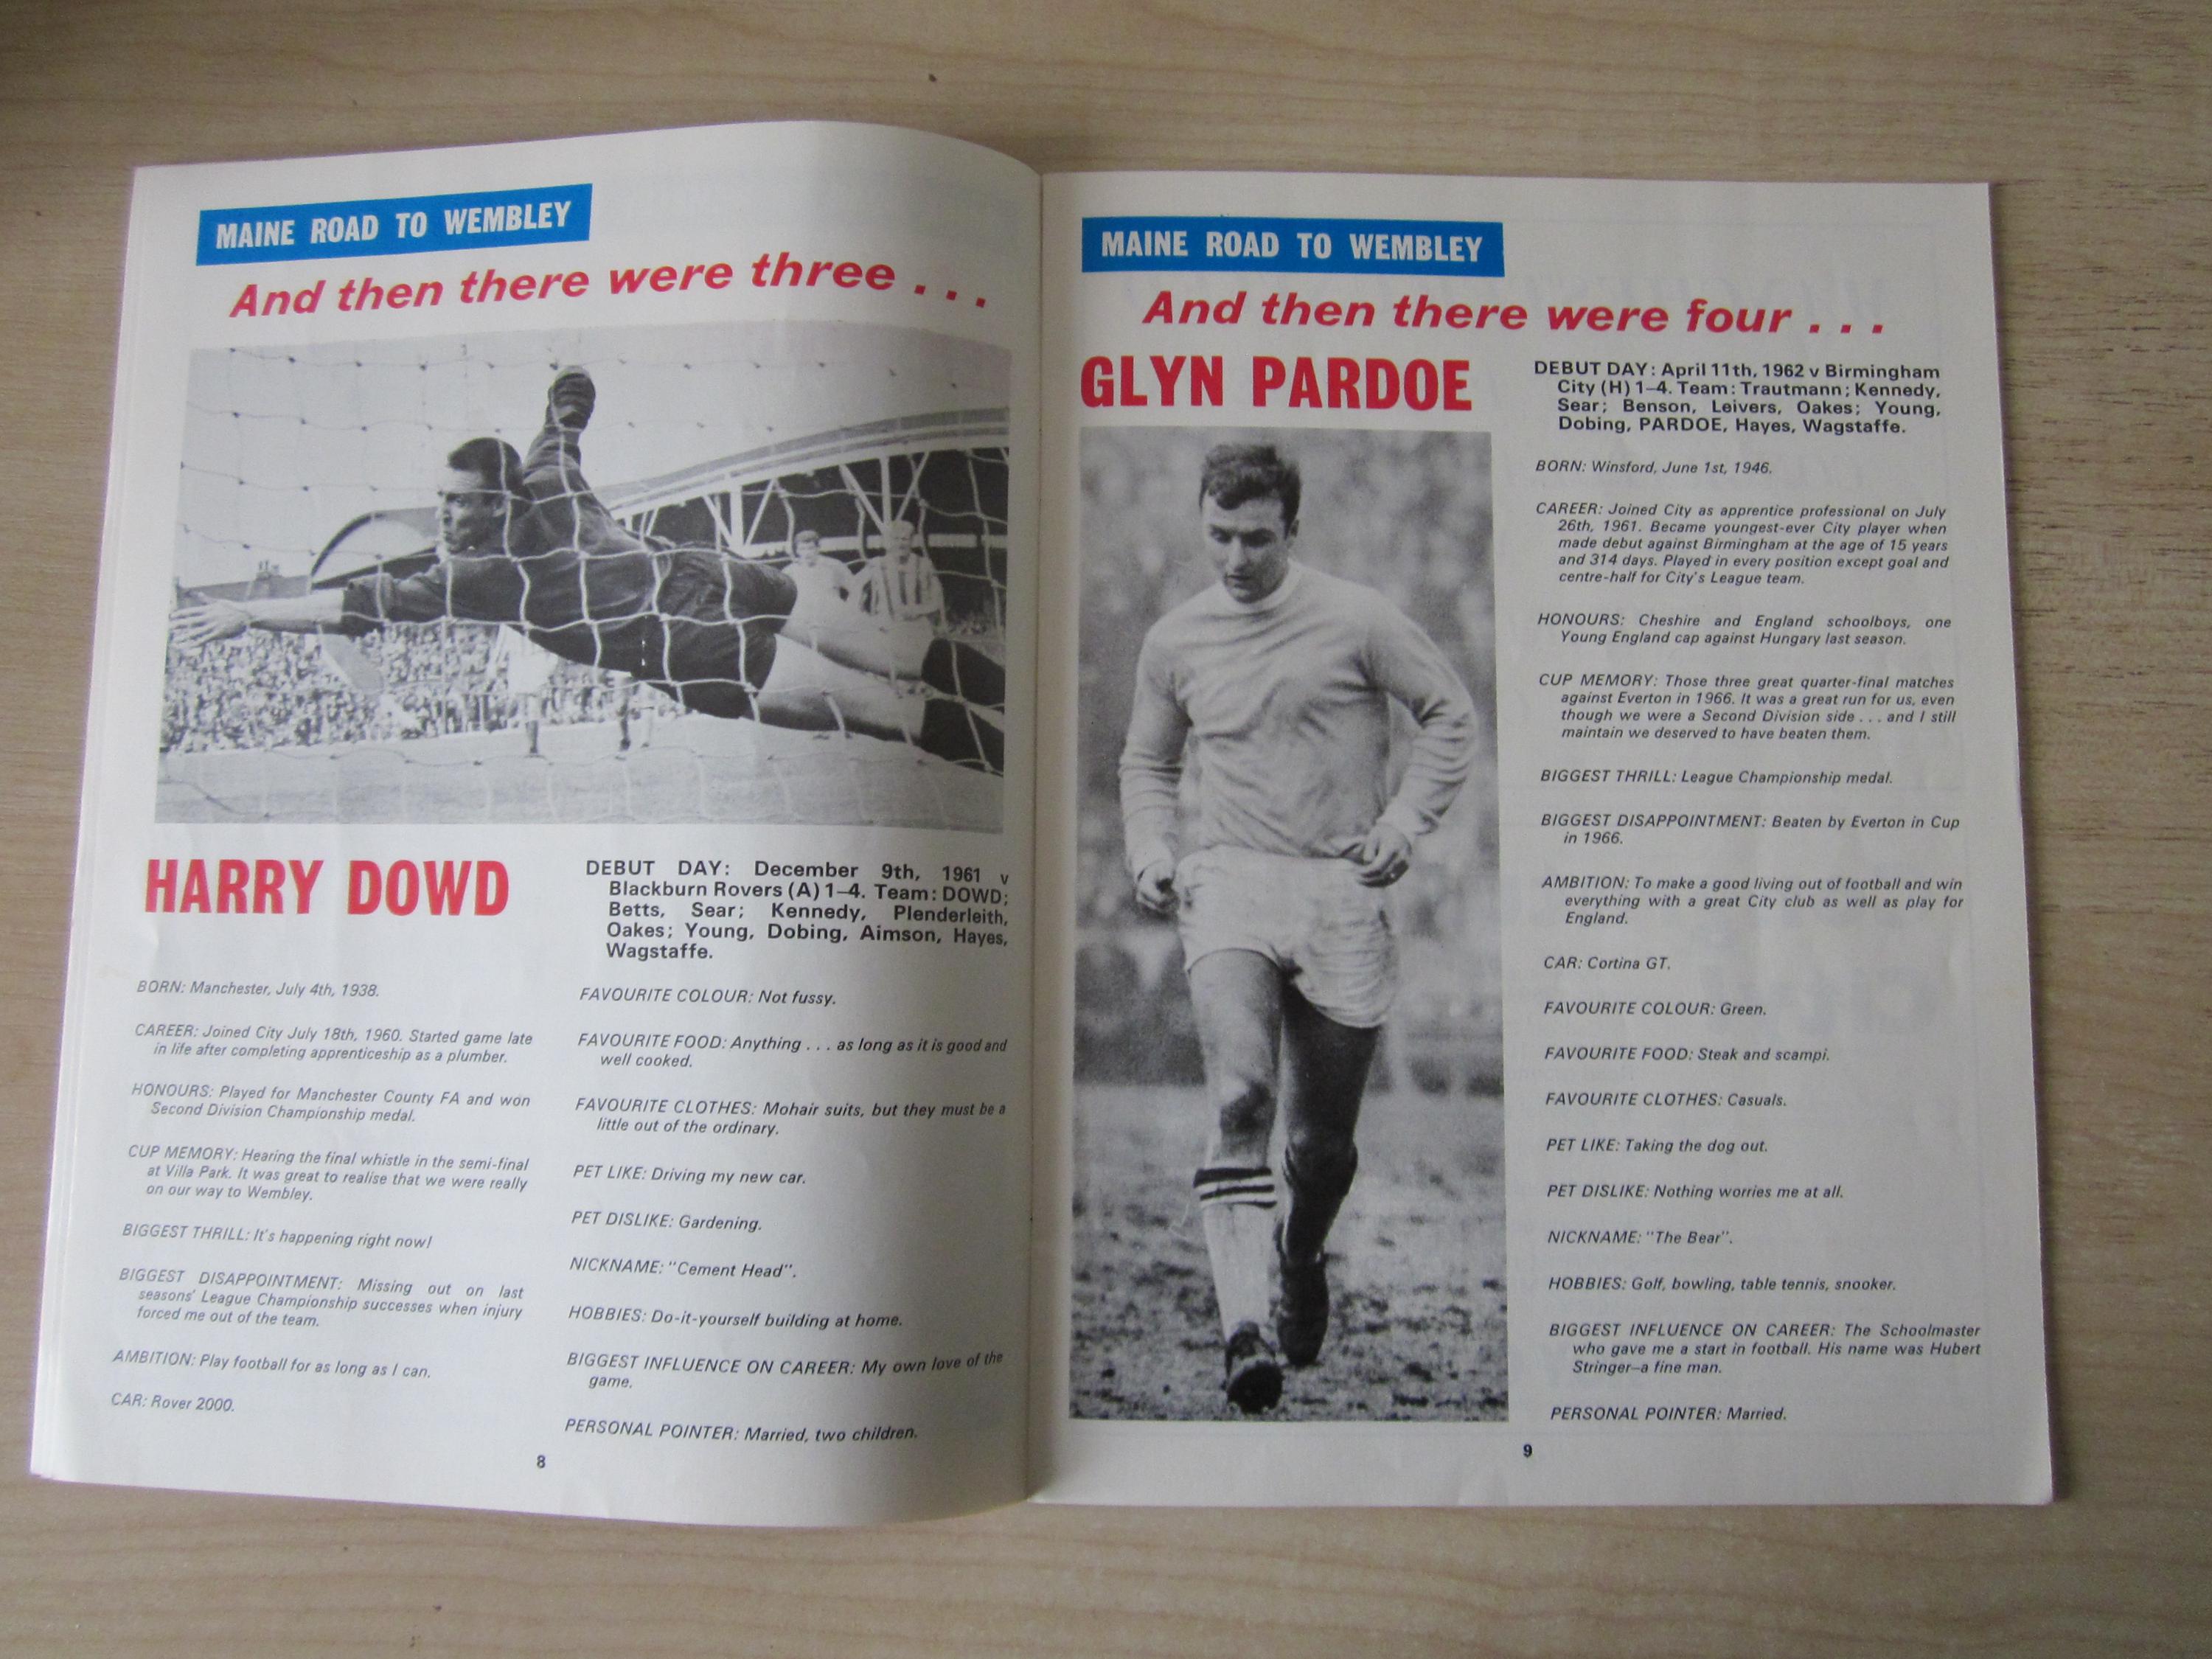 MAINE ROAD TO WEMBLEY
And then there were three . . .
HARRY DOWD
BORN: Manchester, July 4th, 1938.
CAREER: Joined City July 18th, 1960. Started game late
in life after completing apprenticeship as a plumber.
HONOURS: Played for Manchester County FA and won
Second Division Championship medal.
CUP MEMORY: Hearing the final whistle in the semi-final
at Villa Park. It was great to realise that we were really
on our way to Wembley.
BIGGEST THRILL: It's happening right now!
BIGGEST DISAPPOINTMENT: Missing out on last
seasons' League Championship successes when injury
forced me out of the team.
AMBITION: Play football for as long as I can.
CAR: Rover 2000.
DEBUT DAY: December 9th, 1961 v
Blackburn Rovers (A) 1–4. Team: DOWD;
Betts, Sear; Kennedy, Plenderleith,
Oakes; Young, Dobing, Aimson, Hayes,
Wagstaffe.
FAVOURITE COLOUR: Not fussy.
FAVOURITE FOOD: Anything . . . as long as it is good and
well cooked.
FAVOURITE CLOTHES: Mohair suits, but they must be a
little out of the ordinary.
PET LIKE: Driving my new car.
PET DISLIKE: Gardening.
NICKNAME: "Cement Head".
HOBBIES: Do-it-yourself building at home.
BIGGEST INFLUENCE ON CAREER: My own love of the
game.
PERSONAL POINTER: Married, two children.
8
MAINE ROAD TO WEMBLEY
And then there were four . . .
GLYN PARDOE
DEBUT DAY: April 11th, 1962 v Birmingham
City (H) 1–4. Team: Trautmann; Kennedy,
Sear; Benson, Leivers, Oakes; Young,
Dobing, PARDOE, Hayes, Wagstaffe.
BORN: Winsford, June 1st, 1946.
CAREER: Joined City as apprentice professional on July
26th, 1961. Became youngest-ever City player when
made debut against Birmingham at the age of 15 years
and 314 days. Played in every position except goal and
centre-half for City's League team.
HONOURS: Cheshire and England schoolboys, one
Young England cap against Hungary last season.
CUP MEMORY: Those three great quarter-final matches
against Everton in 1966. It was a great run for us, even
though we were a Second Division side . . . and I still
maintain we deserved to have beaten them.
BIGGEST THRILL: League Championship medal.
BIGGEST DISAPPOINTMENT: Beaten by Everton in Cup
in 1966.
AMBITION: To make a good living out of football and win
everything with a great City club as well as play for
England.
CAR: Cortina GT.
FAVOURITE COLOUR: Green.
FAVOURITE FOOD: Steak and scampi.
FAVOURITE CLOTHES: Casuals.
PET LIKE: Taking the dog out.
PET DISLIKE: Nothing worries me at all.
NICKNAME: "The Bear".
HOBBIES: Golf, bowling, table tennis, snooker.
BIGGEST INFLUENCE ON CAREER: The Schoolmaster
who gave me a start in football. His name was Hubert
Stringer—a fine man.
PERSONAL POINTER: Married.
9